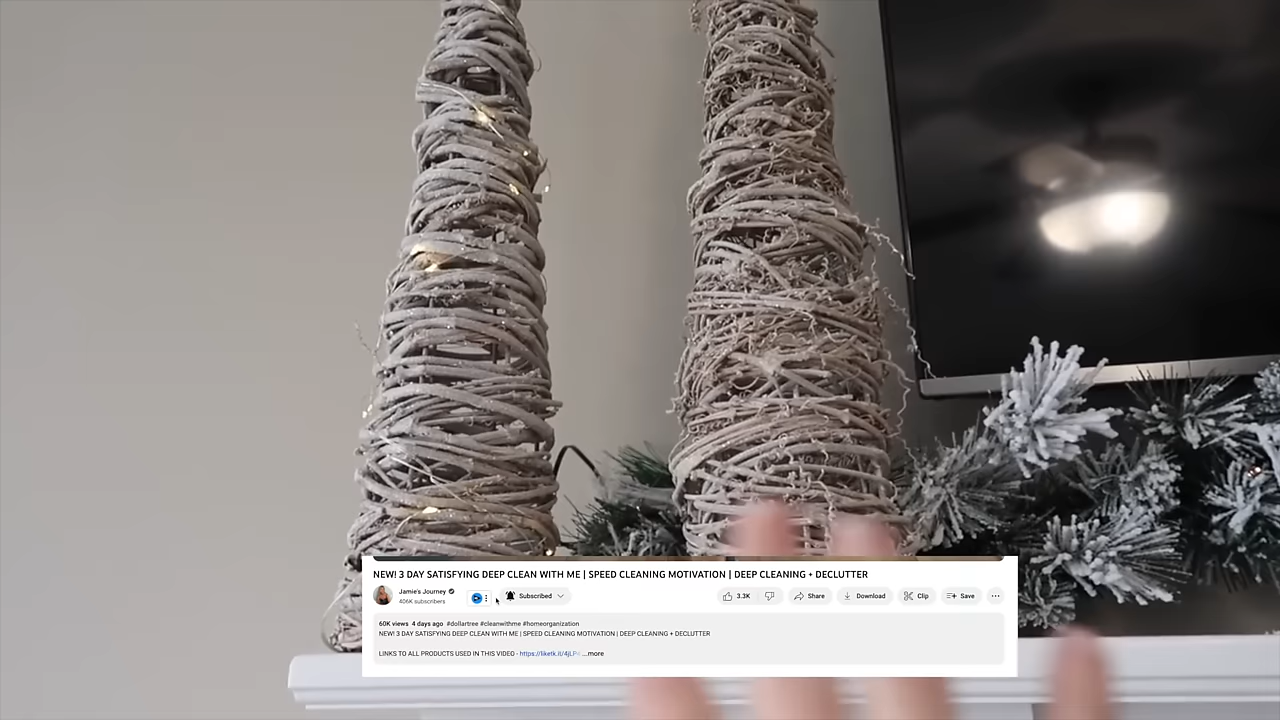 NEW! 3 DAY SATISFYING DEEP CLEAN WITH ME | SPEED CLEANING MOTIVATION | DEEP CLEANING + DECLUTTER
Jamie's Journey
406K subscribers
Subscribed
3.3K
Share
Download
Clip
Save
60K views 4 days ago #dollartree #cleanwithme #homeorganization
NEW! 3 DAY SATISFYING DEEP CLEAN WITH ME | SPEED CLEANING MOTIVATION | DEEP CLEANING + DECLUTTER
LINKS TO ALL PRODUCTS USED IN THIS VIDEO - https://liketk.it/4jLP ...more